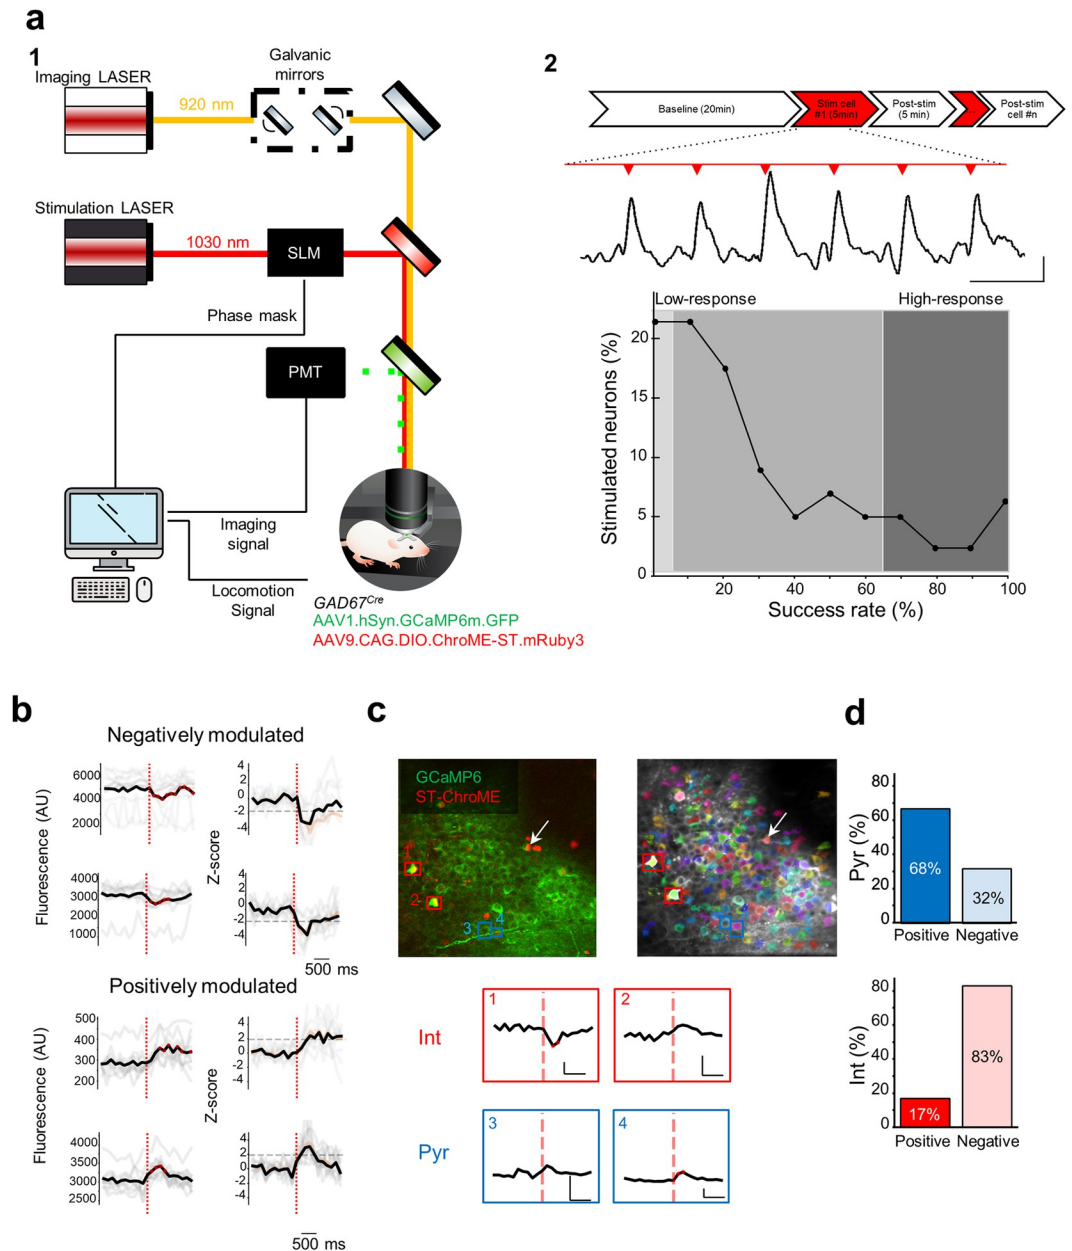 a
1
Imaging LASER
920 nm
Galvanic
mirrors
Stimulation LASER
1030 nm
SLM
Phase mask
PMT
Imaging
signal
Locomotion
Signal
GAD67Cre
AAV1.hSyn.GCaMP6m.GFP
AAV9.CAG.DIO.ChroME-ST.mRuby3
2
Baseline (20min)
Stim cell
#1 (5min)
Post-stim
(5 min)
...
Post-stim
cell #n
Low-response
High-response
Stimulated neurons (%)
20
15
10
5
0
20
40
60
80
100
Success rate (%)
b
Negatively modulated
Fluorescence (AU)
6000
4000
2000
Z-score
4
2
0
-2
-4
4000
3000
2000
1000
4
2
0
-2
-4
500 ms
Positively modulated
Fluorescence (AU)
500
400
300
200
Z-score
4
2
0
-2
-4
4000
3500
3000
2500
4
2
0
-2
-4
500 ms
c
GCaMP6
ST-ChroME
1
2
3
4
Int
1
2
Pyr
3
4
d
Pyr (%)
80
60
40
20
0
68%
32%
Positive
Negative
Int (%)
80
60
40
20
0
17%
83%
Positive
Negative